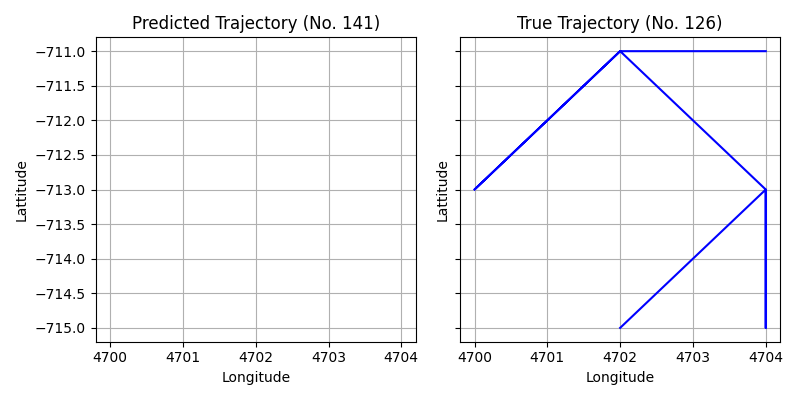 Predicted Trajectory (No. 141)
True Trajectory (No. 126)
Lattitude
−711.0
−711.5
−712.0
−712.5
−713.0
−713.5
−714.0
−714.5
−715.0
4700 4701 4702 4703 4704
Longitude
Lattitude
4700 4701 4702 4703 4704
Longitude